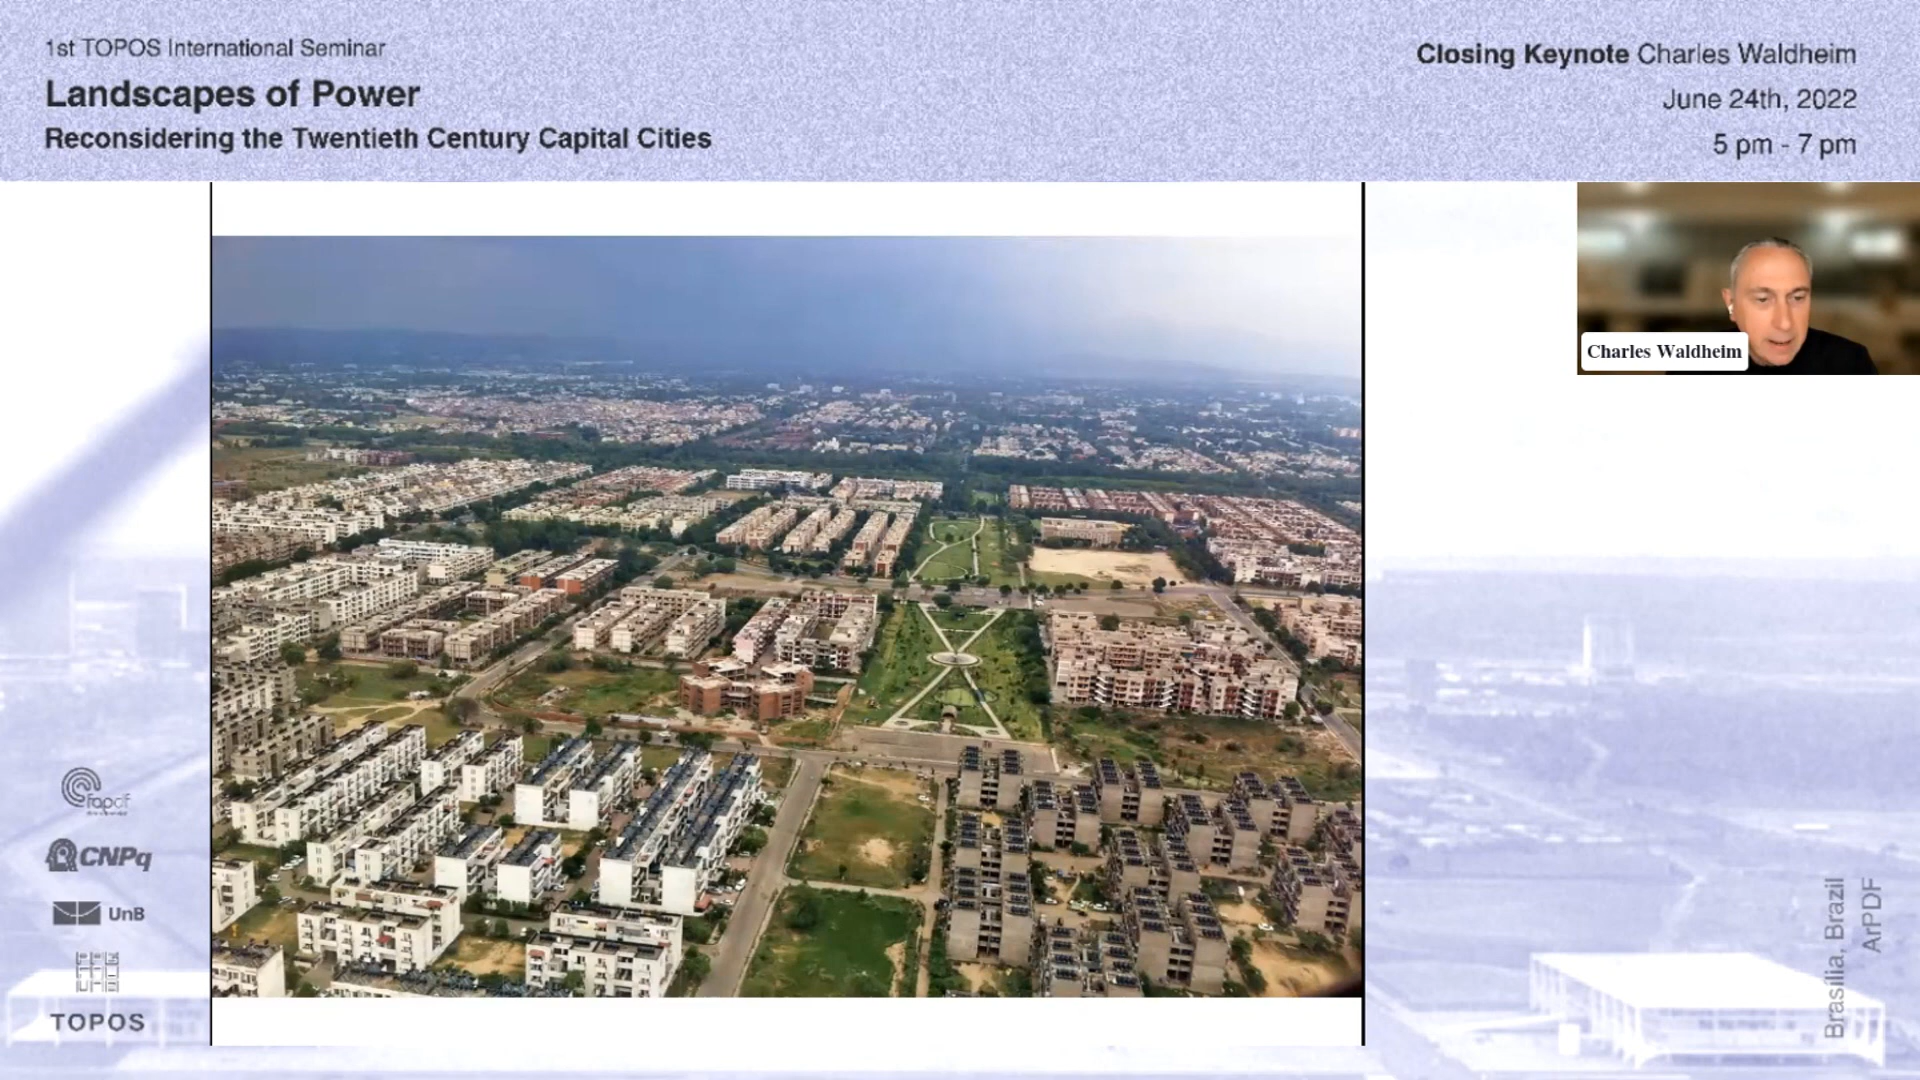 1st TOPOS International Seminar
Landscapes of Power
Reconsidering the Twentieth Century Capital Cities
Closing Keynote Charles Waldheim
June 24th, 2022
5 pm - 7 pm
Charles Waldheim
fapdf
CNPq
UnB
TOPOS
Brasília, Brazil
ArPDF